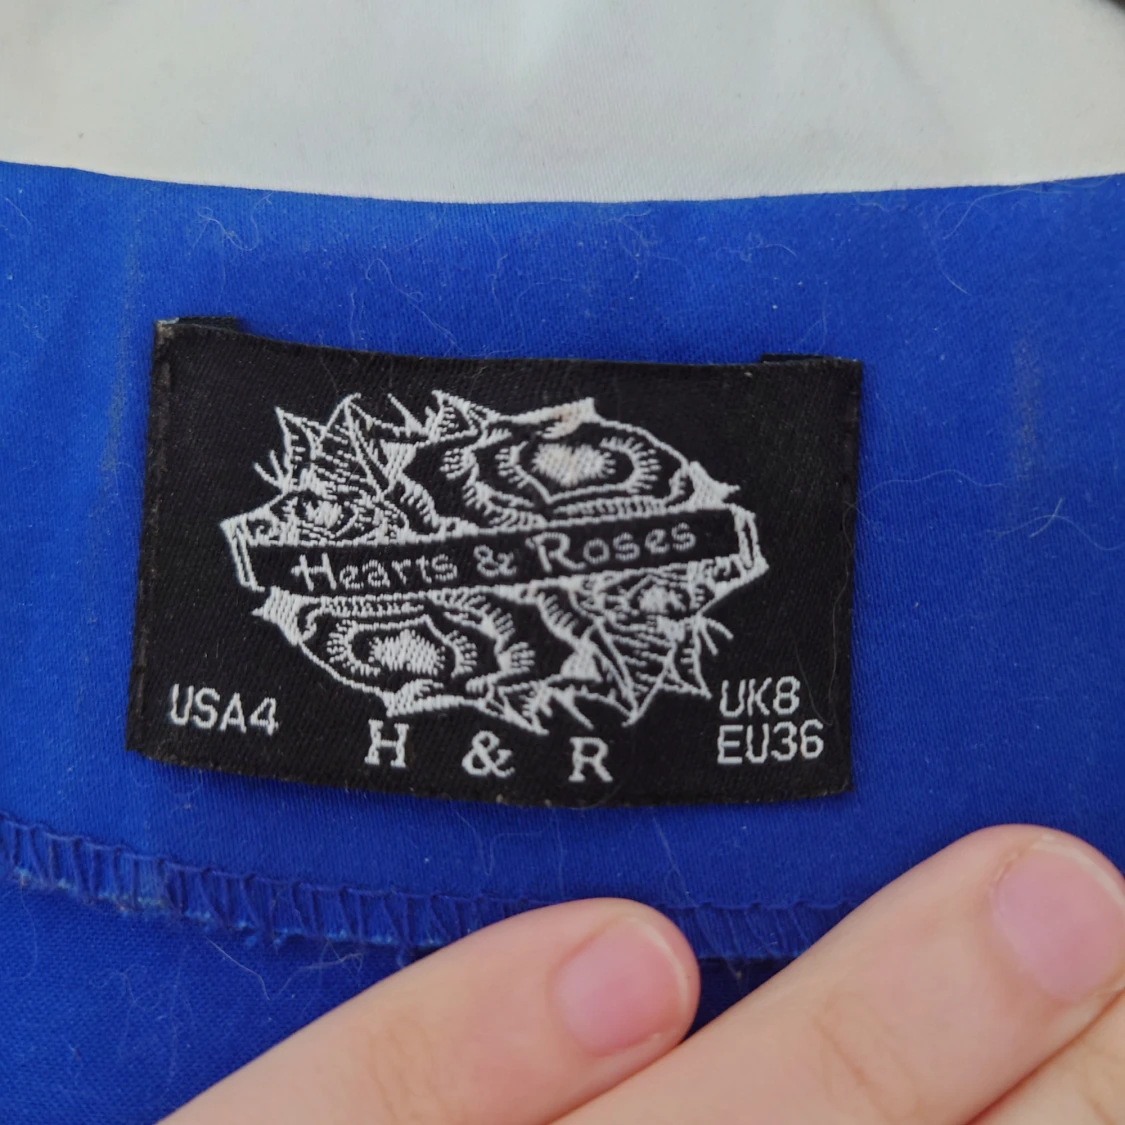 Hearts & Roses
USA4
H & R
UK8
EU36